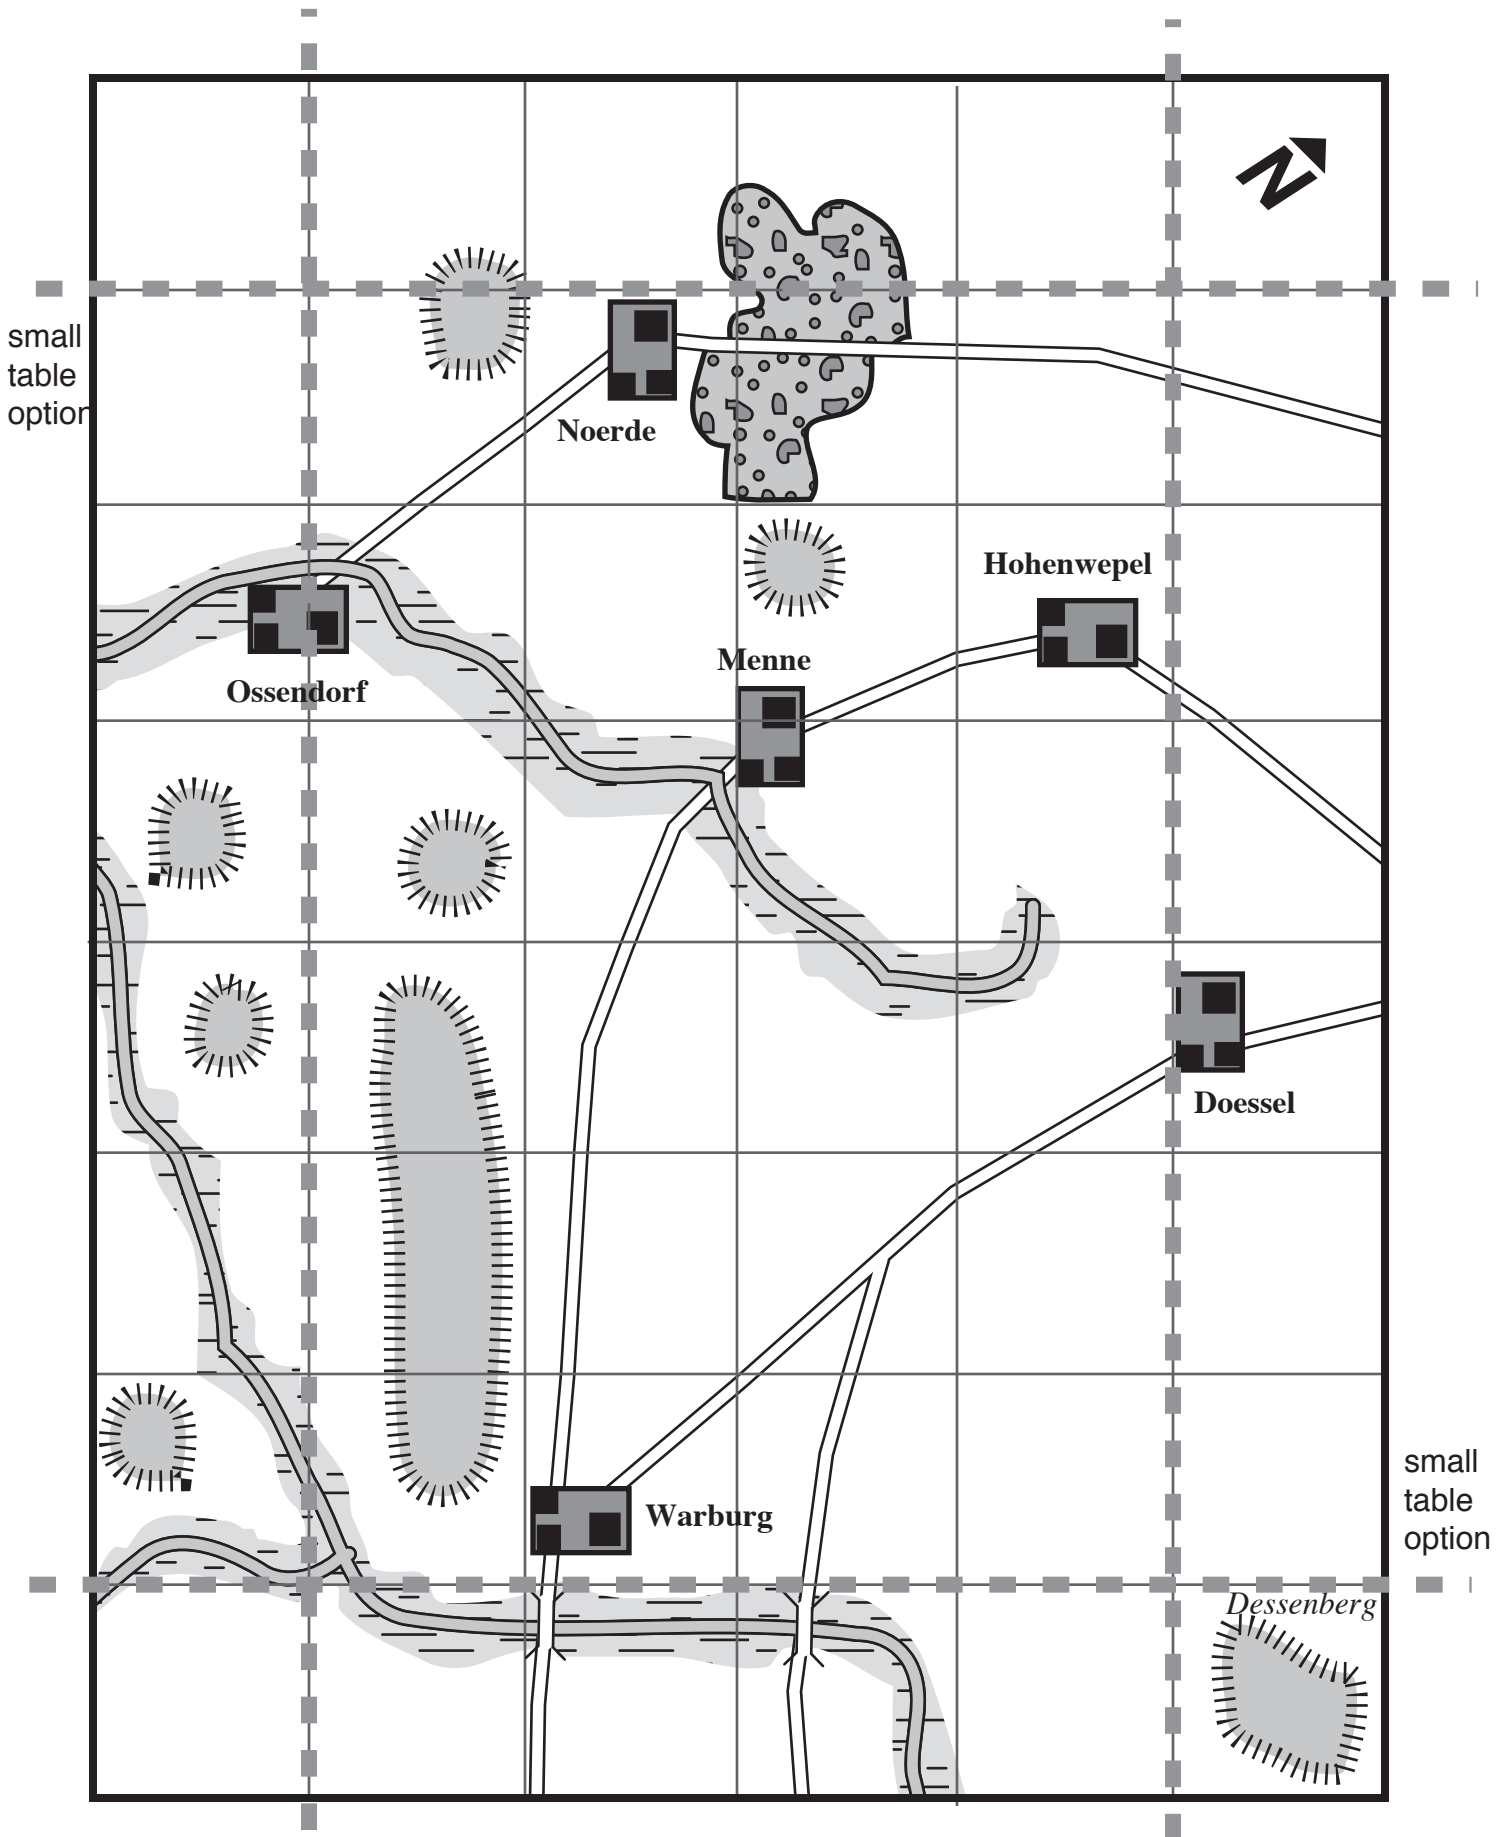 N
small
table
option
Noerde
Hohenwepel
Menne
Ossendorf
Doessel
small
table
option
Warburg
Dessenberg